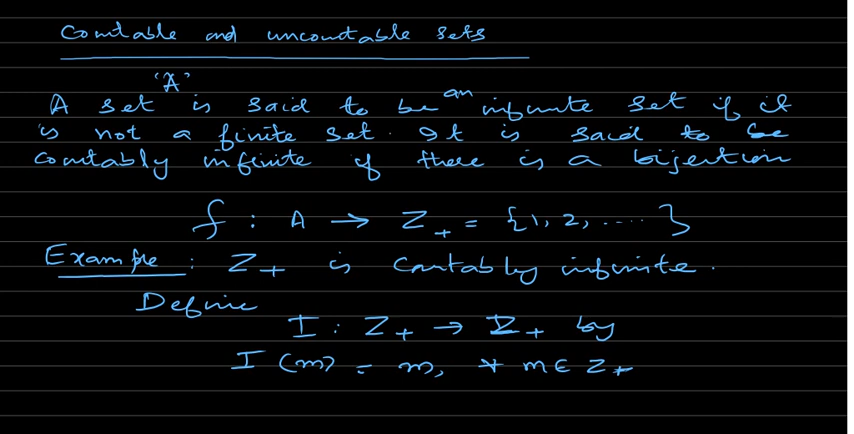 Countable and uncountable sets
A set 'A' is said to be an infinite set if it
is not a finite set. It is said to be
countably infinite if there is a bijection
f : A → Z₊ = {1, 2, .....}
Example : Z₊ is countably infinite.
Define
I : Z₊ → Z₊ by
I (m) = m, ∀ m ∈ Z₊